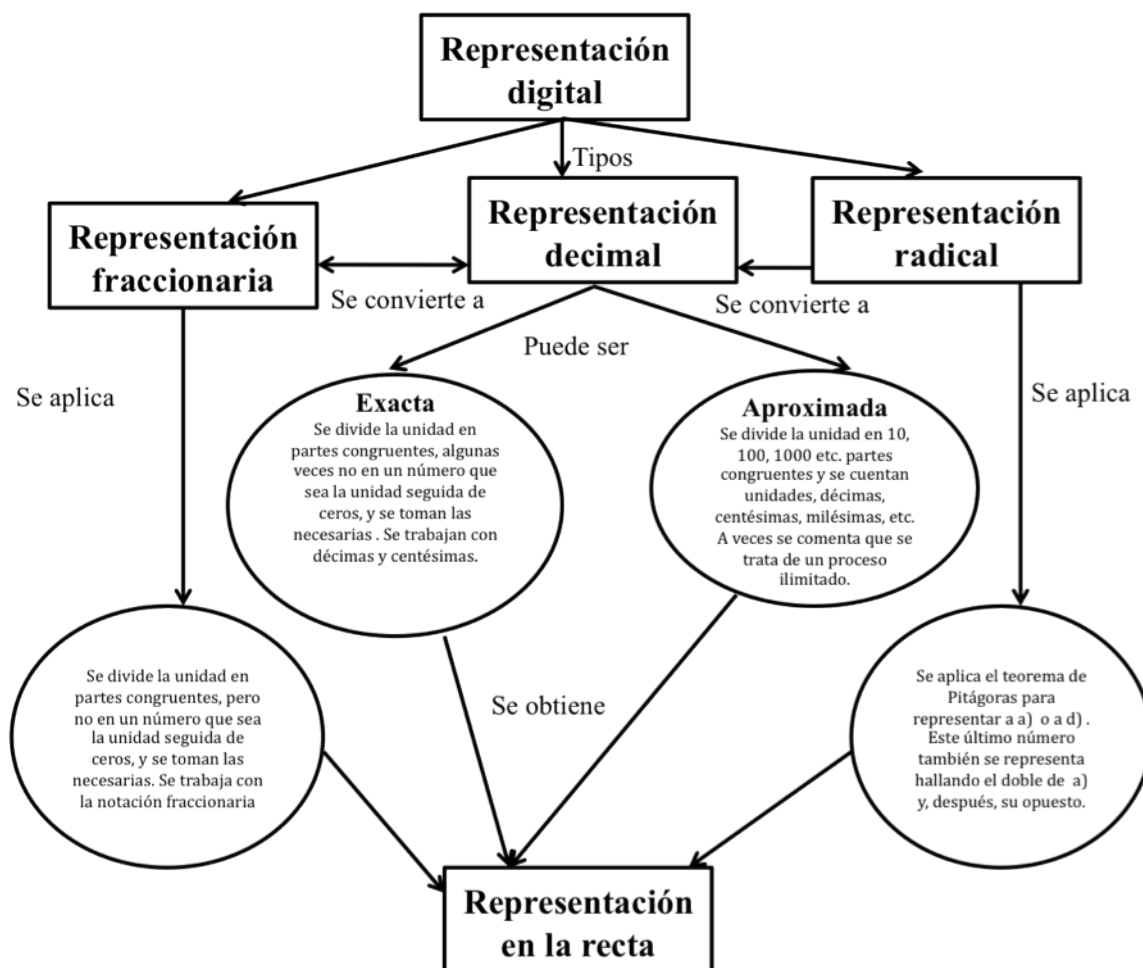 Representación
digital
Tipos
Representación
fraccionaria
Representación
decimal
Representación
radical
Se convierte a
Se convierte a
Puede ser
Se aplica
Se aplica
Exacta
Se divide la unidad en
partes congruentes, algunas
veces no en un número que
sea la unidad seguida de
ceros, y se toman las
necesarias . Se trabajan con
décimas y centésimas.
Aproximada
Se divide la unidad en 10,
100, 1000 etc. partes
congruentes y se cuentan
unidades, décimas,
centésimas, milésimas, etc.
A veces se comenta que se
trata de un proceso
ilimitado.
Se divide la unidad en
partes congruentes, pero
no en un número que sea
la unidad seguida de
ceros, y se toman las
necesarias. Se trabaja con
la notación fraccionaria
Se obtiene
Se aplica el teorema de
Pitágoras para
representar a a) o a d) .
Este último número
también se representa
hallando el doble de a)
y, después, su opuesto.
Representación
en la recta